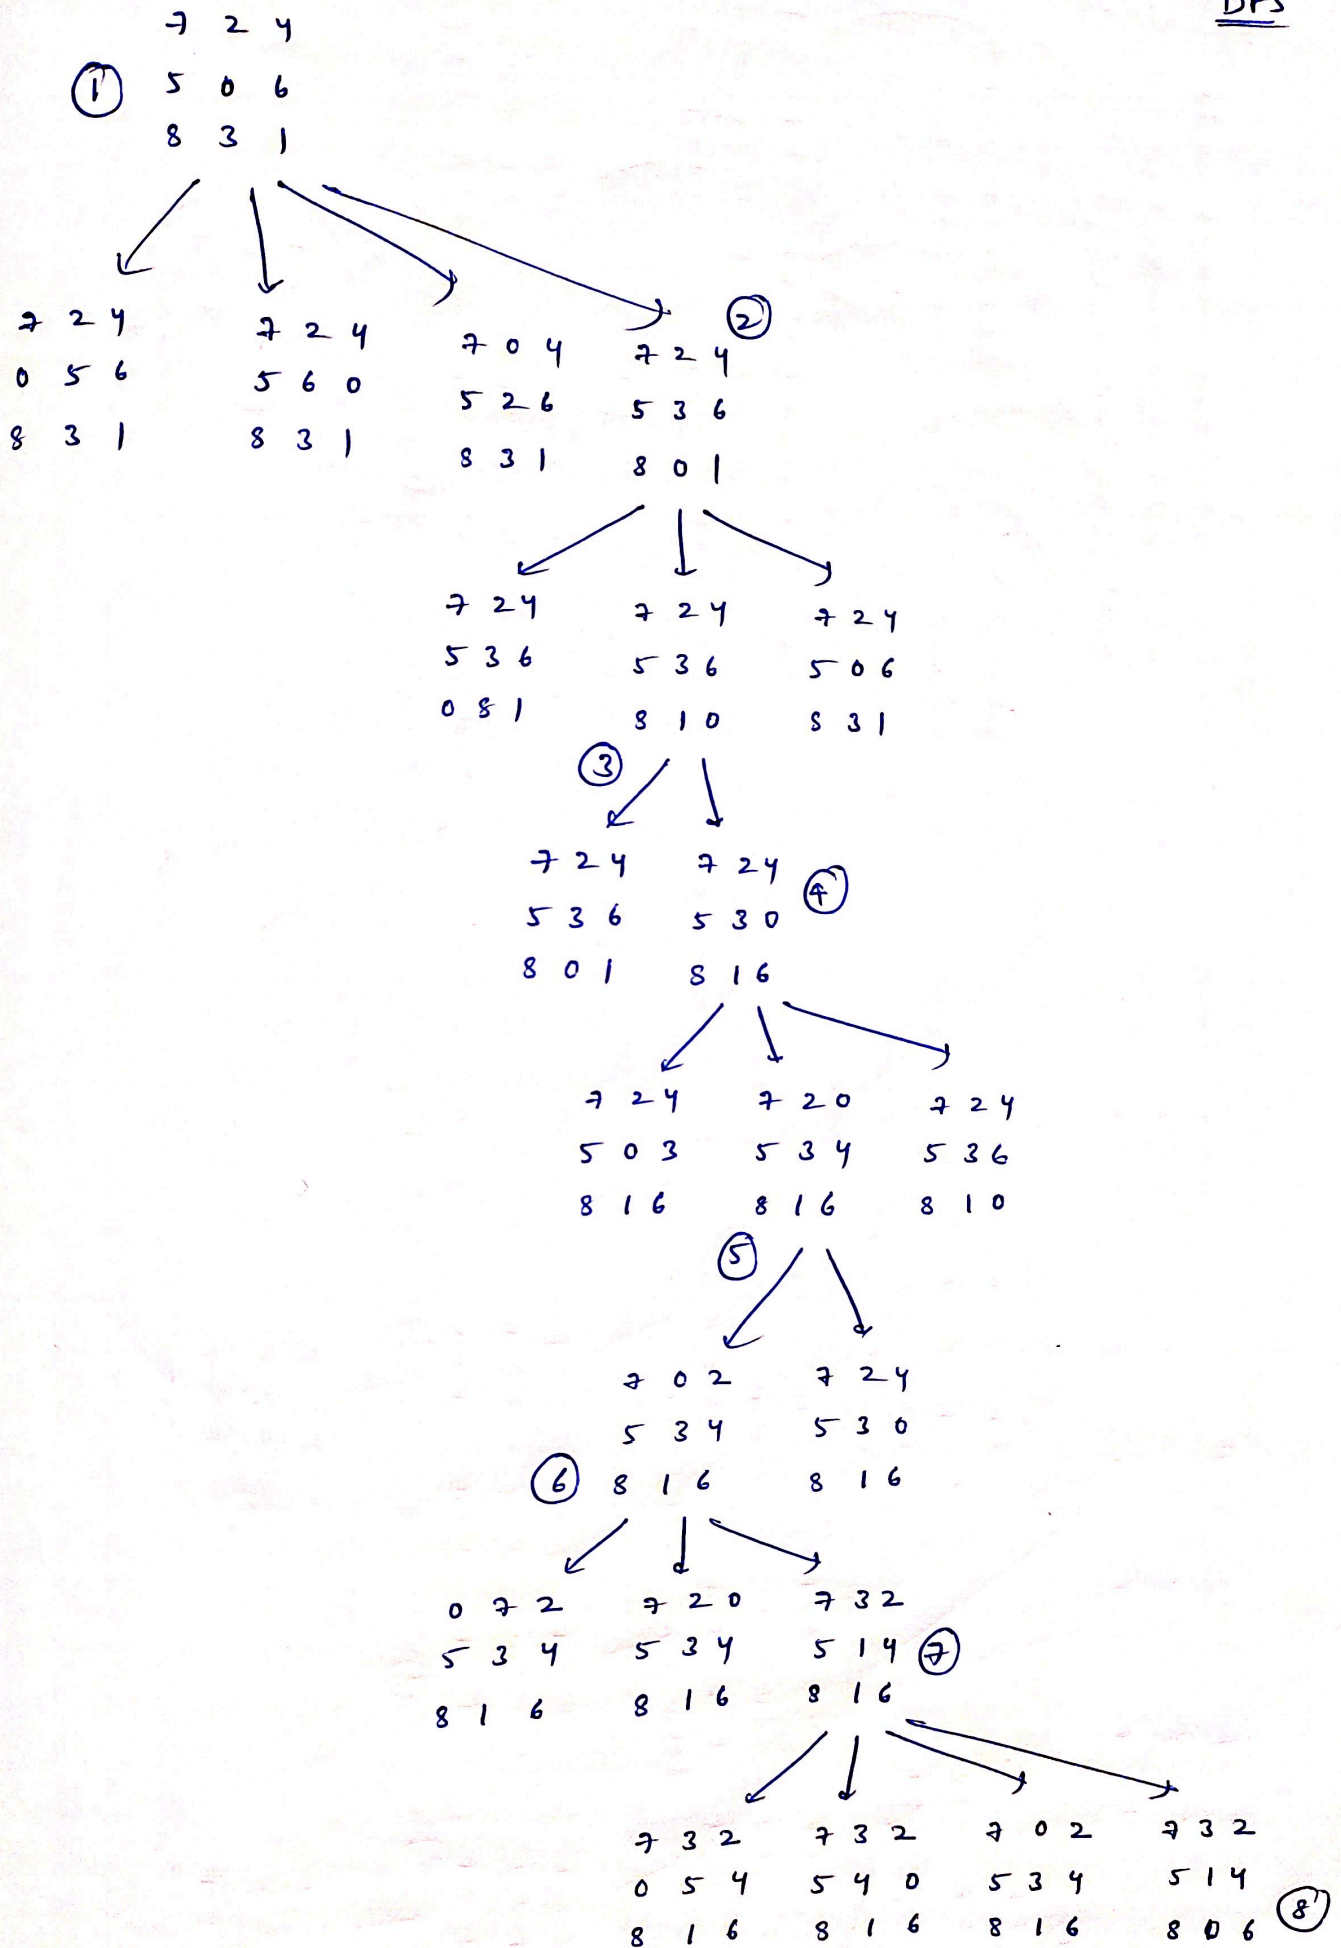 DFS
7 2 4
① 5 0 6
8 3 1
②
7 2 4 7 2 4 7 0 4 7 2 4
0 5 6 5 6 0 5 2 6 5 3 6
8 3 1 8 3 1 8 3 1 8 0 1
7 2 4 7 2 4 7 2 4
5 3 6 5 3 6 5 0 6
0 8 1 8 1 0 8 3 1
③
7 2 4 7 2 4 ④
5 3 6 5 3 0
8 0 1 8 1 6
7 2 4 7 2 0 7 2 4
5 0 3 5 3 4 5 3 6
8 1 6 8 1 6 8 1 0
⑤
7 0 2 7 2 4
5 3 4 5 3 0
⑥ 8 1 6 8 1 6
0 7 2 7 2 0 7 3 2
5 3 4 5 3 4 5 1 4 ⑦
8 1 6 8 1 6 8 1 6
7 3 2 7 3 2 7 0 2 7 3 2
0 5 4 5 4 0 5 3 4 5 1 4
8 1 6 8 1 6 8 1 6 8 0 6 ⑧